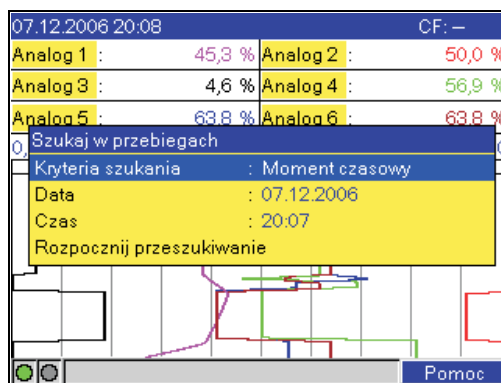 07.12.2006 20:08 CF: –
Analog 1 : 45,3 % Analog 2 : 50,0 %
Analog 3 : 4,6 % Analog 4 : 56,9 %
Analog 5 : 63,8 % Analog 6 : 63,8 %
Szukaj w przebiegach
Kryteria szukania : Moment czasowy
Data : 07.12.2006
Czas : 20:07
Rozpocznij przeszukiwanie
Pomoc